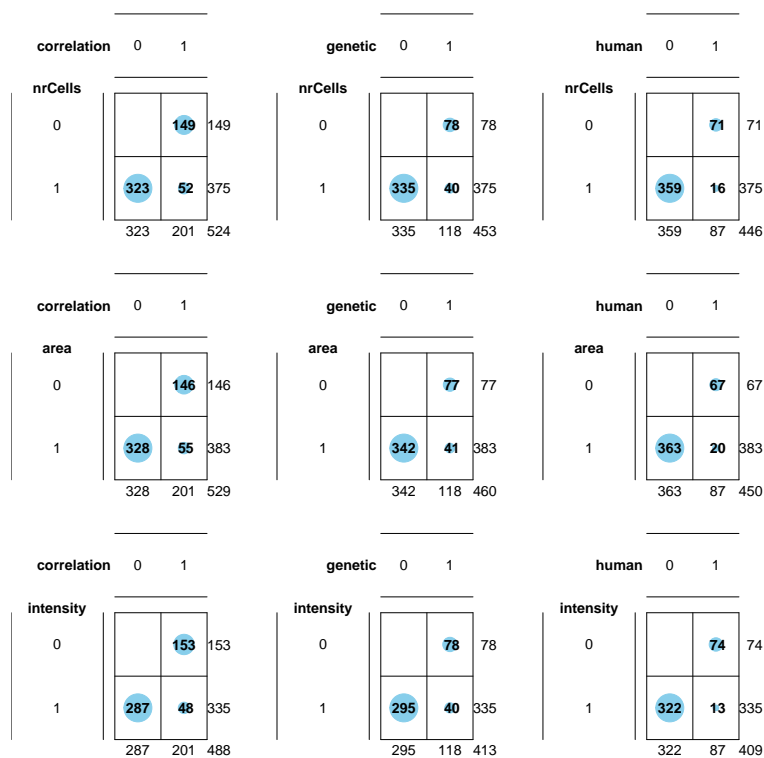 correlation 0 1 genetic 0 1 human 0 1
nrCells nrCells nrCells
0 149 149 0 78 78 0 71 71
1 323 52 375 1 335 40 375 1 359 16 375
323 201 524 335 118 453 359 87 446
correlation 0 1 genetic 0 1 human 0 1
area area area
0 146 146 0 77 77 0 67 67
1 328 55 383 1 342 41 383 1 363 20 383
328 201 529 342 118 460 363 87 450
correlation 0 1 genetic 0 1 human 0 1
intensity intensity intensity
0 153 153 0 78 78 0 74 74
1 287 48 335 1 295 40 335 1 322 13 335
287 201 488 295 118 413 322 87 409